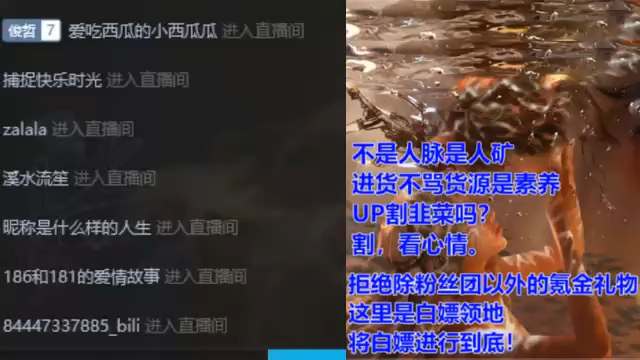 俊哲 7 爱吃西瓜的小西瓜瓜 进入直播间
捕捉快乐时光 进入直播间
zalala 进入直播间
溪水流笙 进入直播间
昵称是什么样的人生 进入直播间
186和181的爱情故事 进入直播间
84447337885_bili 进入直播间
不是人脉是人矿
进货不骂货源是素养
UP割韭菜吗？
割，看心情。
拒绝除粉丝团以外的氪金礼物
这里是白嫖领地
将白嫖进行到底！